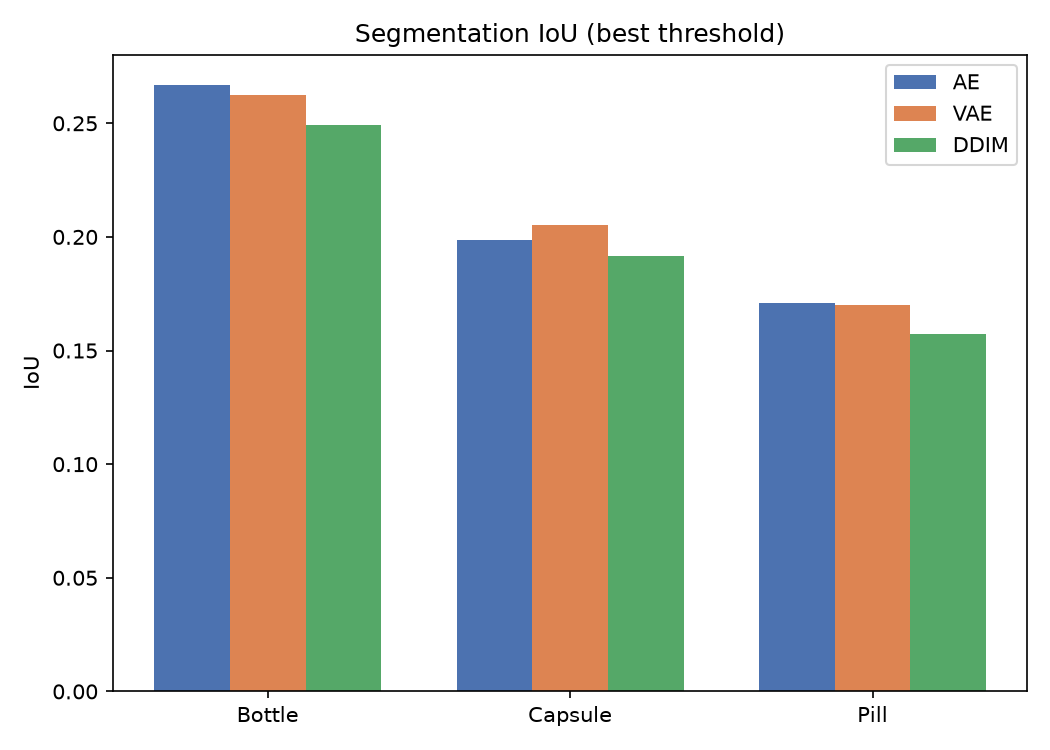 Segmentation IoU (best threshold)
AE
VAE
DDIM
IoU
0.25
0.20
0.15
0.10
0.05
0.00
Bottle
Capsule
Pill